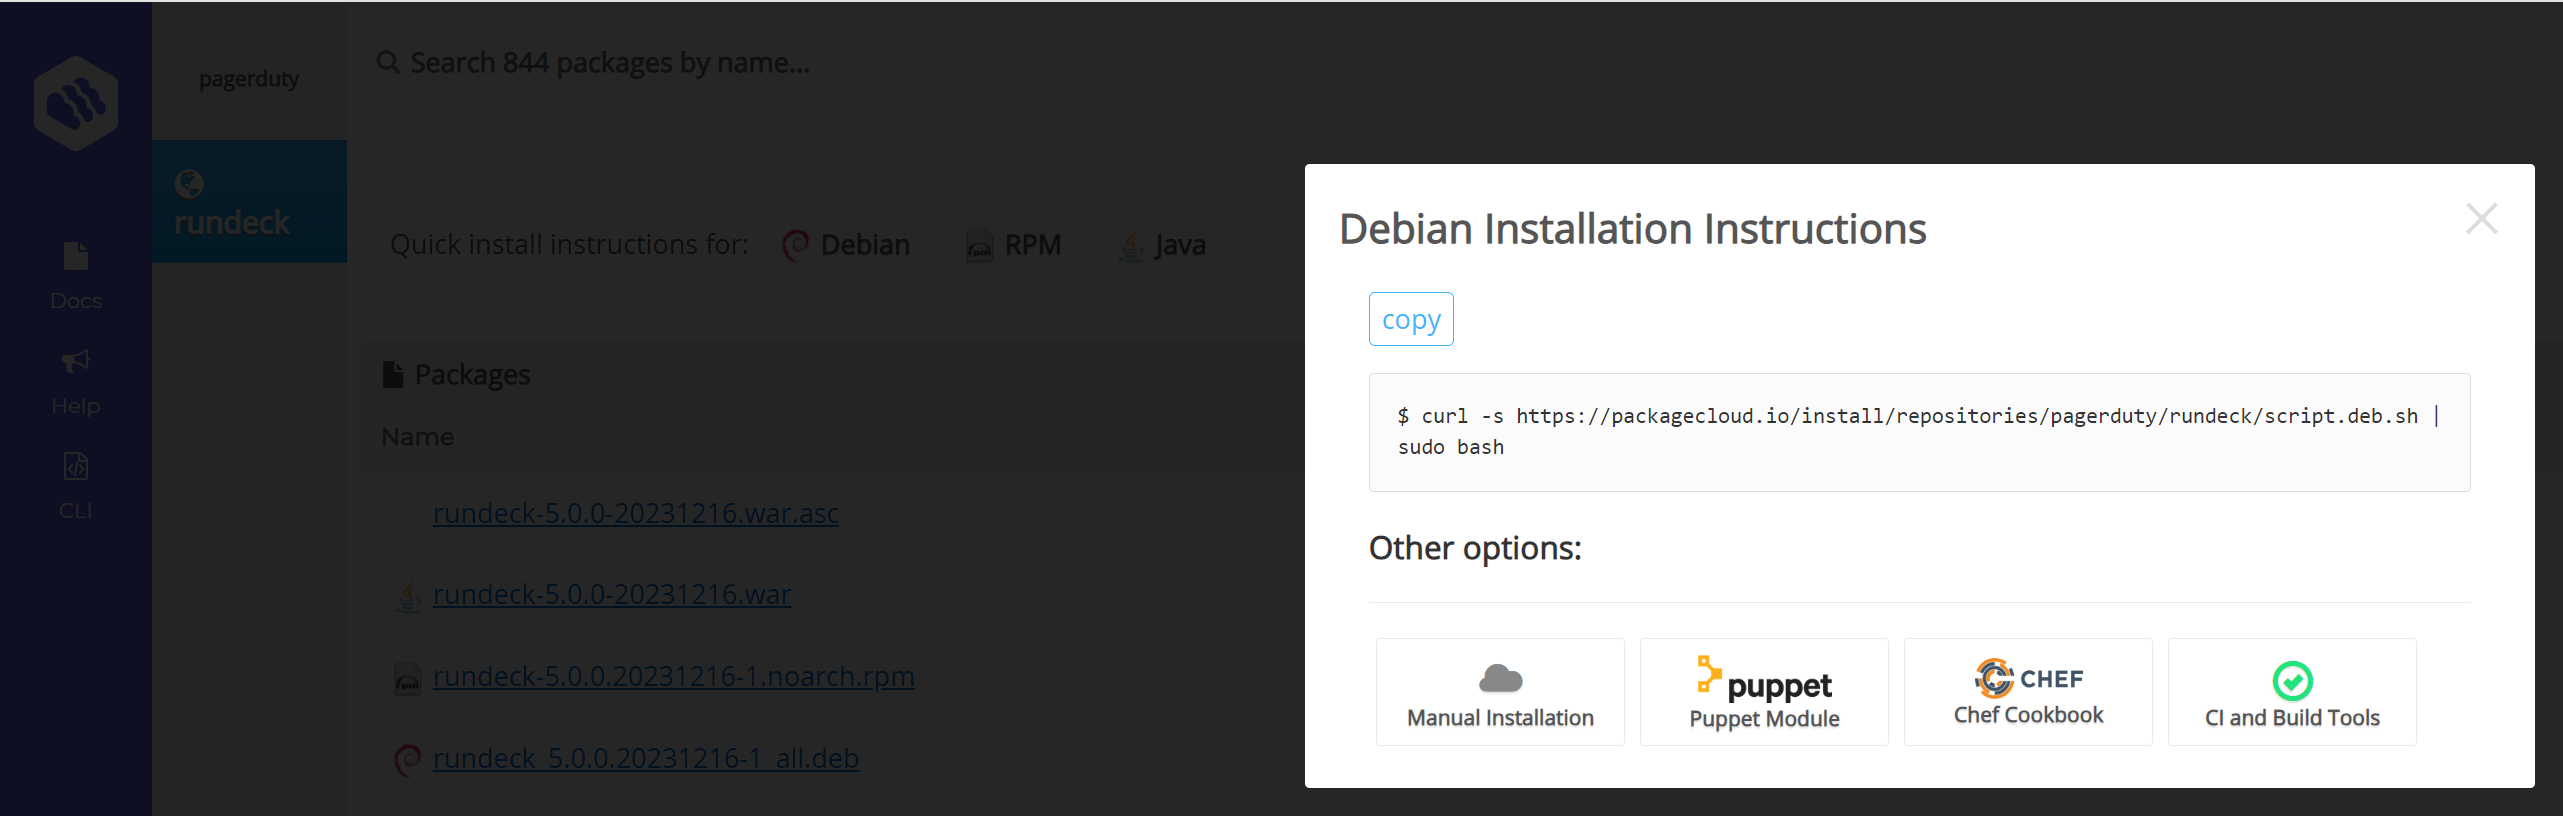 pagerduty
rundeck
Docs
Help
CLI
Search 844 packages by name...
Quick install instructions for: Debian RPM Java
Packages
Name
rundeck-5.0.0-20231216.war.asc
rundeck-5.0.0-20231216.war
rpm rundeck-5.0.0.20231216-1.noarch.rpm
rundeck_5.0.0.20231216-1_all.deb
Debian Installation Instructions
copy
$ curl -s https://packagecloud.io/install/repositories/pagerduty/rundeck/script.deb.sh |
sudo bash
Other options:
Manual Installation
puppet
Puppet Module
CHEF
Chef Cookbook
CI and Build Tools